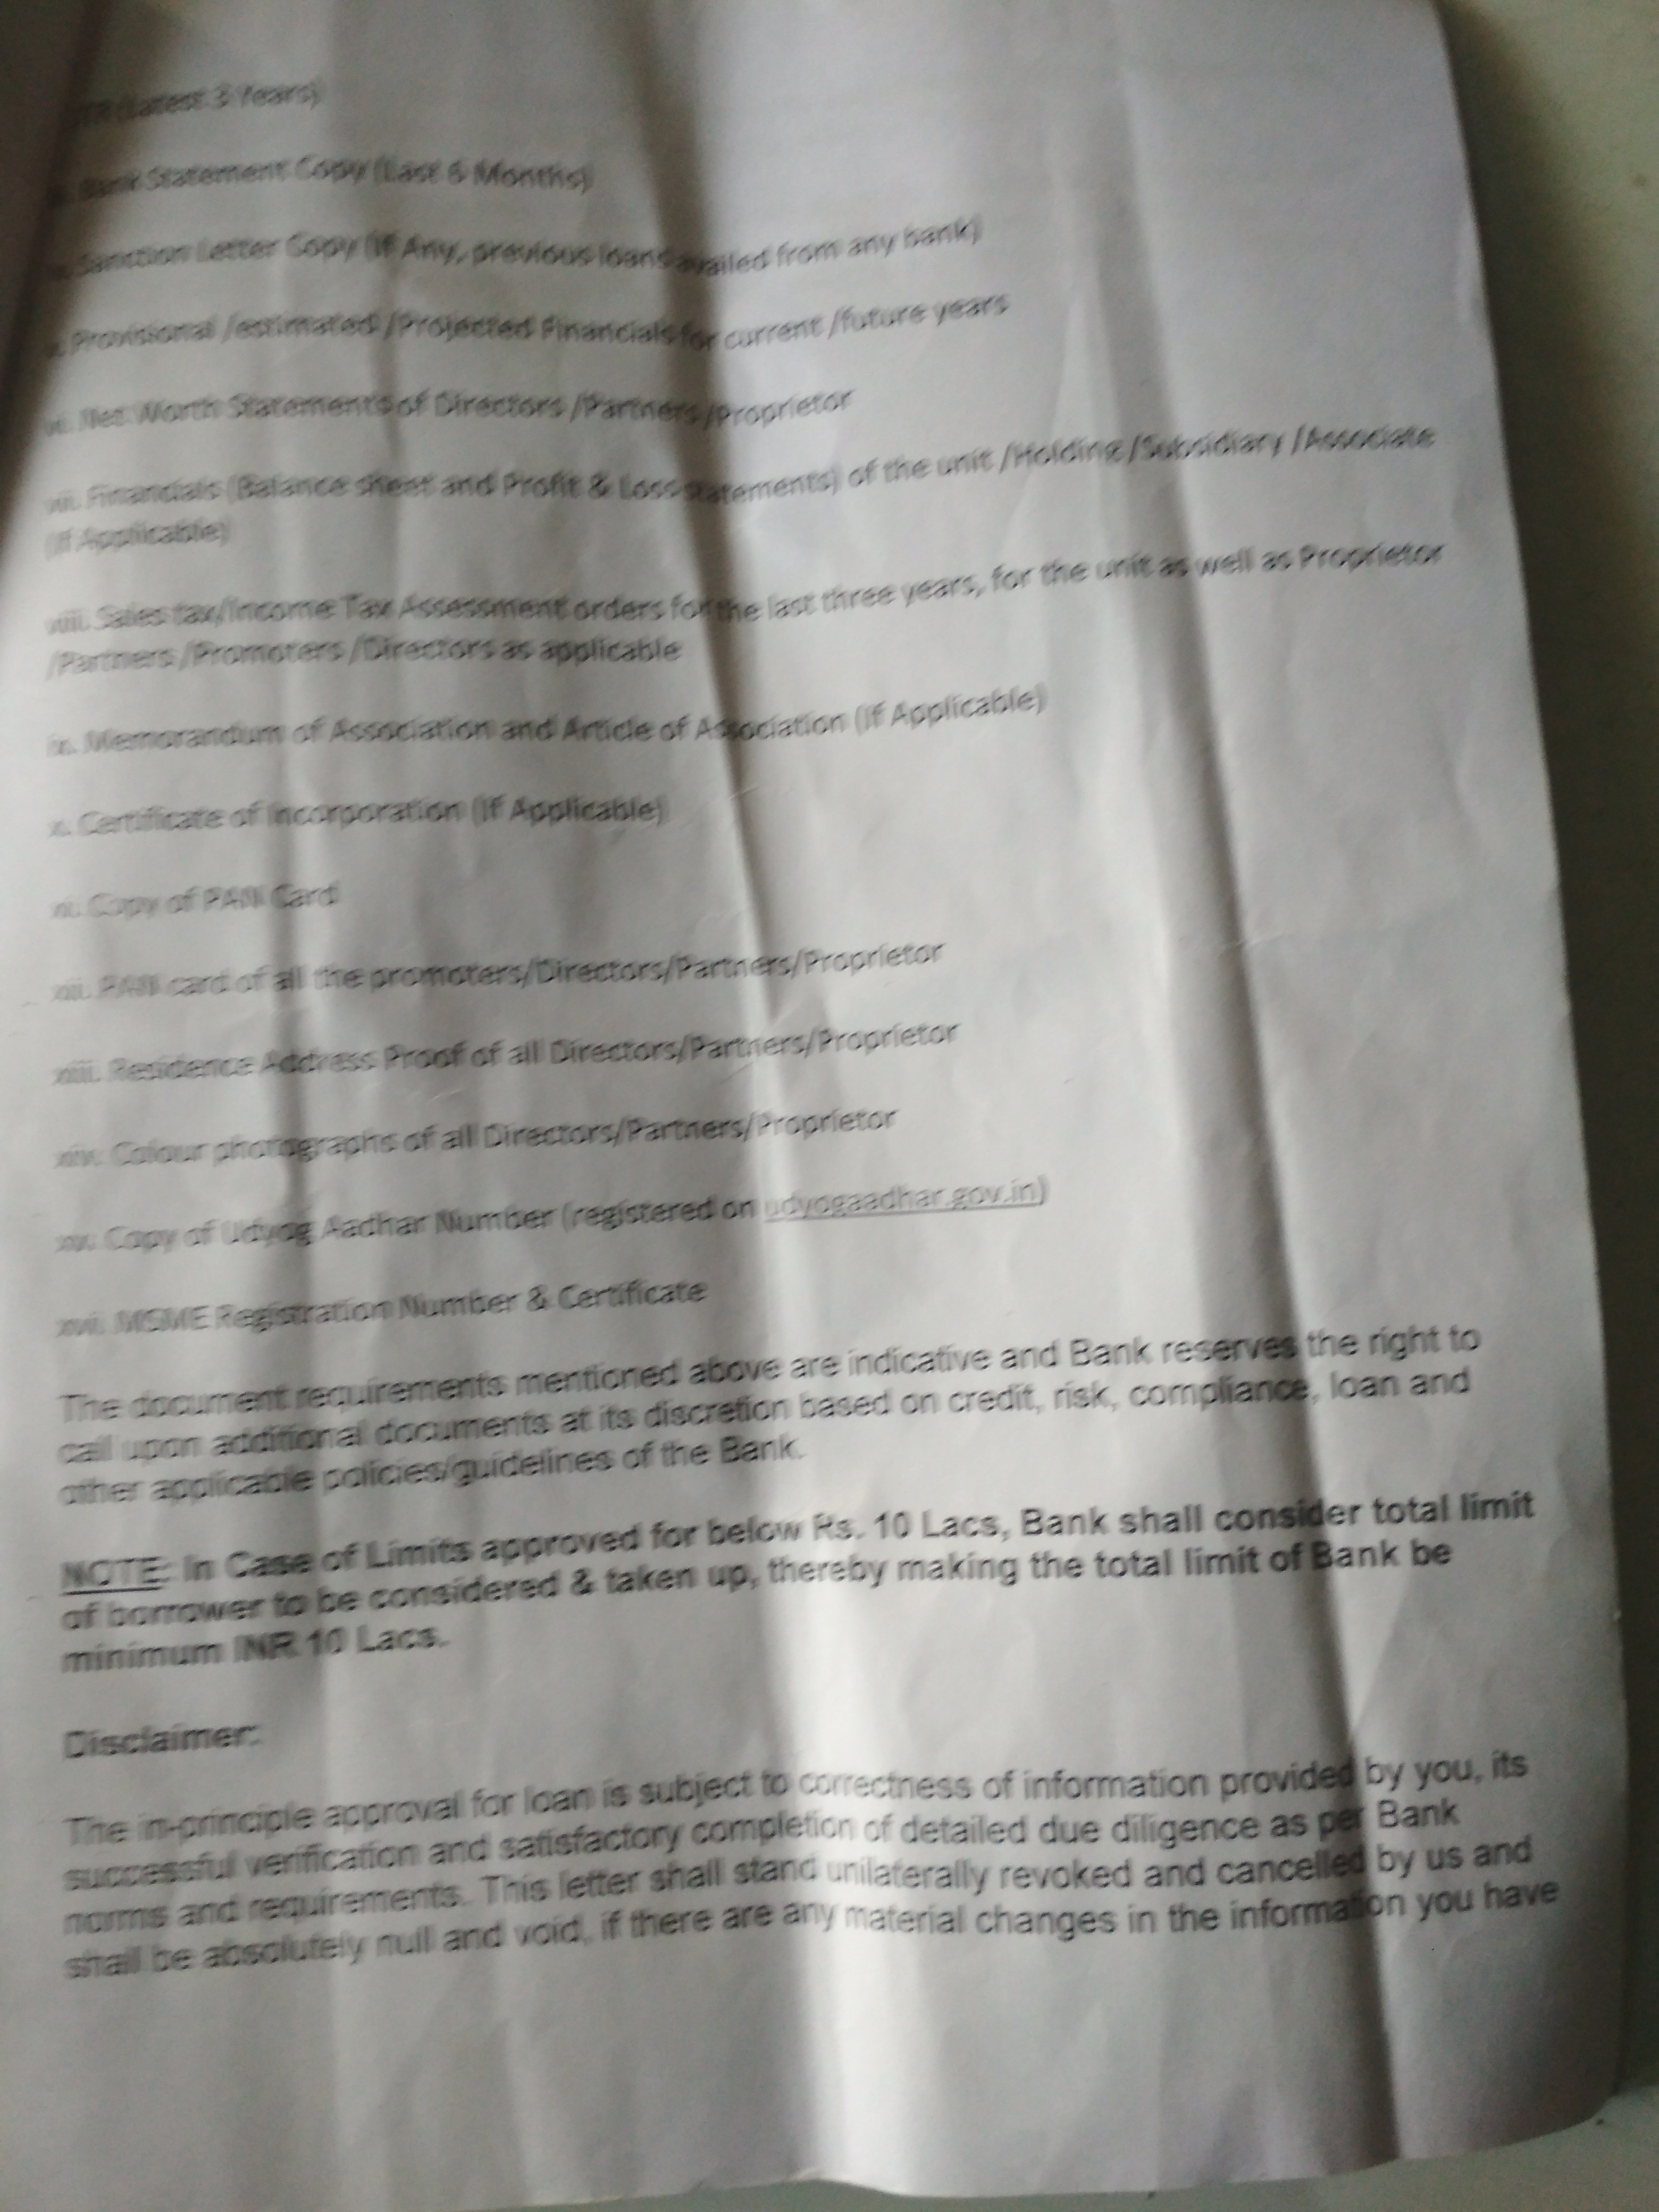 ITR (Latest 3 Years)
Bank Statement Copy (Last 6 Months)
Sanction Letter Copy (If Any, previous loans availed from any bank)
Provisional /estimated /Projected Financials for current /future years
vi. Net Worth Statements of Directors /Partners /Proprietor
vii. Financials (Balance sheet and Profit & Loss statements) of the unit /Holding /Subsidiary /Associate
(If Applicable)
viii. Sales tax/Income Tax Assessment orders for the last three years, for the unit as well as Proprietor
/Partners /Promoters /Directors as applicable
ix. Memorandum of Association and Article of Association (If Applicable)
x. Certificate of Incorporation (If Applicable)
xi. Copy of PAN Card
xii. PAN card of all the promoters/Directors/Partners/Proprietor
xiii. Residence Address Proof of all Directors/Partners/Proprietor
xiv. Colour photographs of all Directors/Partners/Proprietor
xv. Copy of Udyog Aadhar Number (registered on udyogaadhar.gov.in)
xvi. MSME Registration Number & Certificate
The document requirements mentioned above are indicative and Bank reserves the right to
call upon additional documents at its discretion based on credit, risk, compliance, loan and
other applicable policies/guidelines of the Bank.
NOTE: In Case of Limits approved for below Rs. 10 Lacs, Bank shall consider total limit
of borrower to be considered & taken up, thereby making the total limit of Bank be
minimum INR 10 Lacs.
Disclaimer:
The in-principle approval for loan is subject to correctness of information provided by you, its
successful verification and satisfactory completion of detailed due diligence as per Bank
norms and requirements. This letter shall stand unilaterally revoked and cancelled by us and
shall be absolutely null and void, if there are any material changes in the information you have